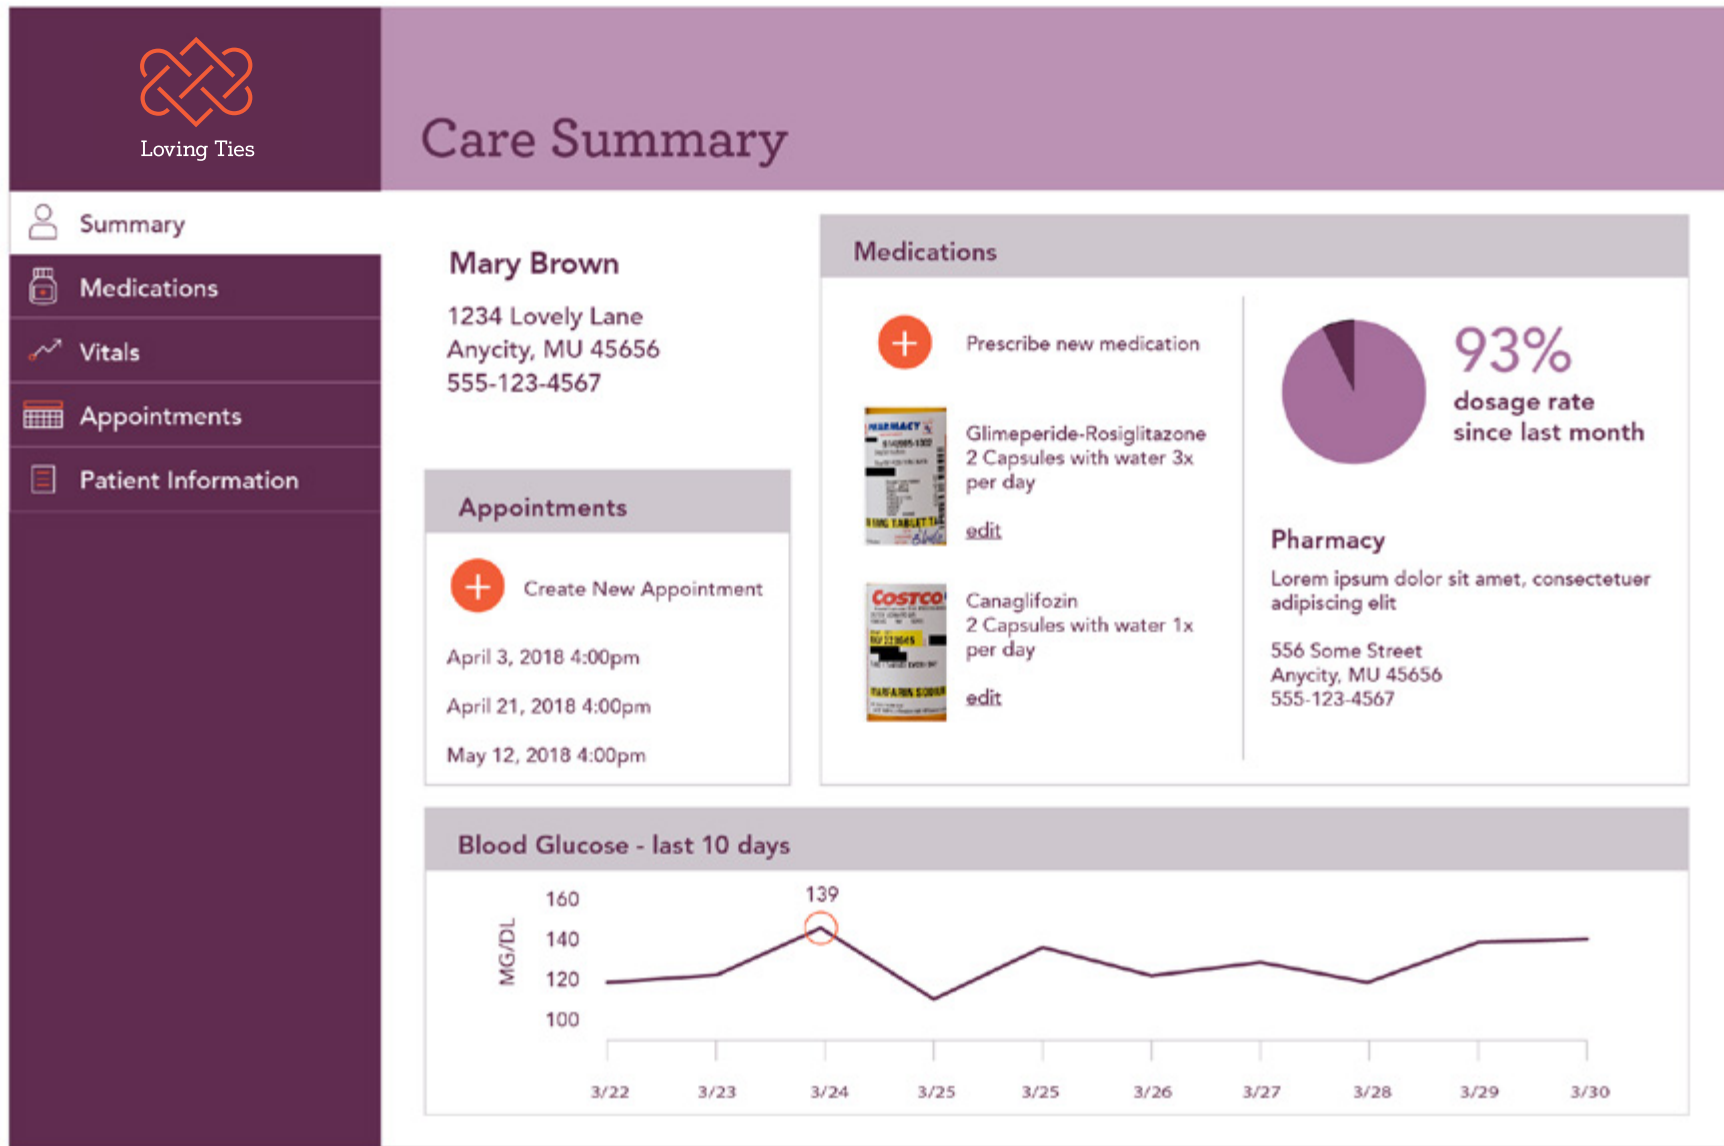 Loving Ties
Care Summary
Summary
Medications
Vitals
Appointments
Patient Information
Mary Brown
1234 Lovely Lane
Anycity, MU 45656
555-123-4567
Appointments
Create New Appointment
April 3, 2018 4:00pm
April 21, 2018 4:00pm
May 12, 2018 4:00pm
Medications
Prescribe new medication
PHARMACY
Glimeperide-Rosiglitazone
2 Capsules with water 3x
per day
edit
COSTCO
Canaglifozin
2 Capsules with water 1x
per day
edit
93%
dosage rate
since last month
Pharmacy
Lorem ipsum dolor sit amet, consectetuer
adipiscing elit
556 Some Street
Anycity, MU 45656
555-123-4567
Blood Glucose - last 10 days
MG/DL
160
140
120
100
139
3/22 3/23 3/24 3/25 3/25 3/26 3/27 3/28 3/29 3/30